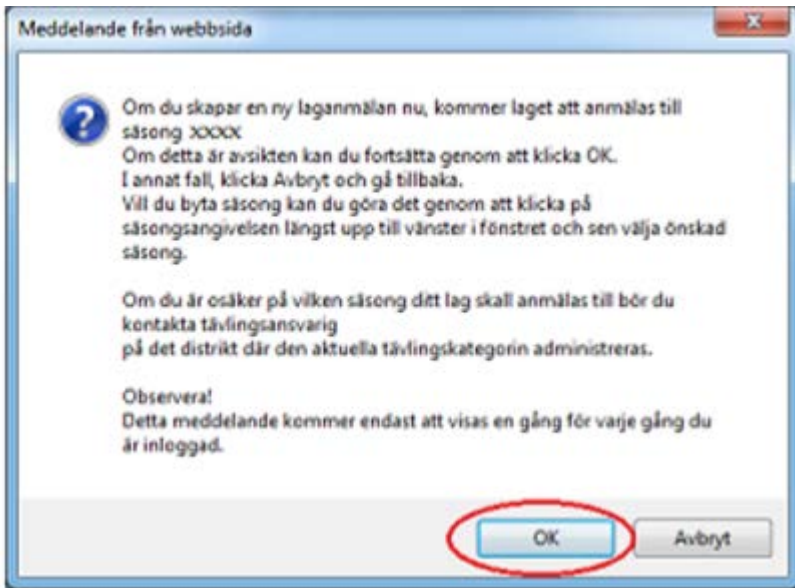 Meddelande från webbsida
Om du skapar en ny laganmälan nu, kommer laget att anmälas till
säsong xxxx
Om detta är avsikten kan du fortsätta genom att klicka OK.
I annat fall, klicka Avbryt och gå tillbaka.
Vill du byta säsong kan du göra det genom att klicka på
säsongsangivelsen längst upp till vänster i fönstret och sen välja önskad
säsong.
Om du är osäker på vilken säsong ditt lag skall anmälas till bör du
kontakta tävlingsansvarig
på det distrikt där den aktuella tävlingskategorin administreras.
Observera!
Detta meddelande kommer endast att visas en gång för varje gång du
är inloggad.
OK
Avbryt